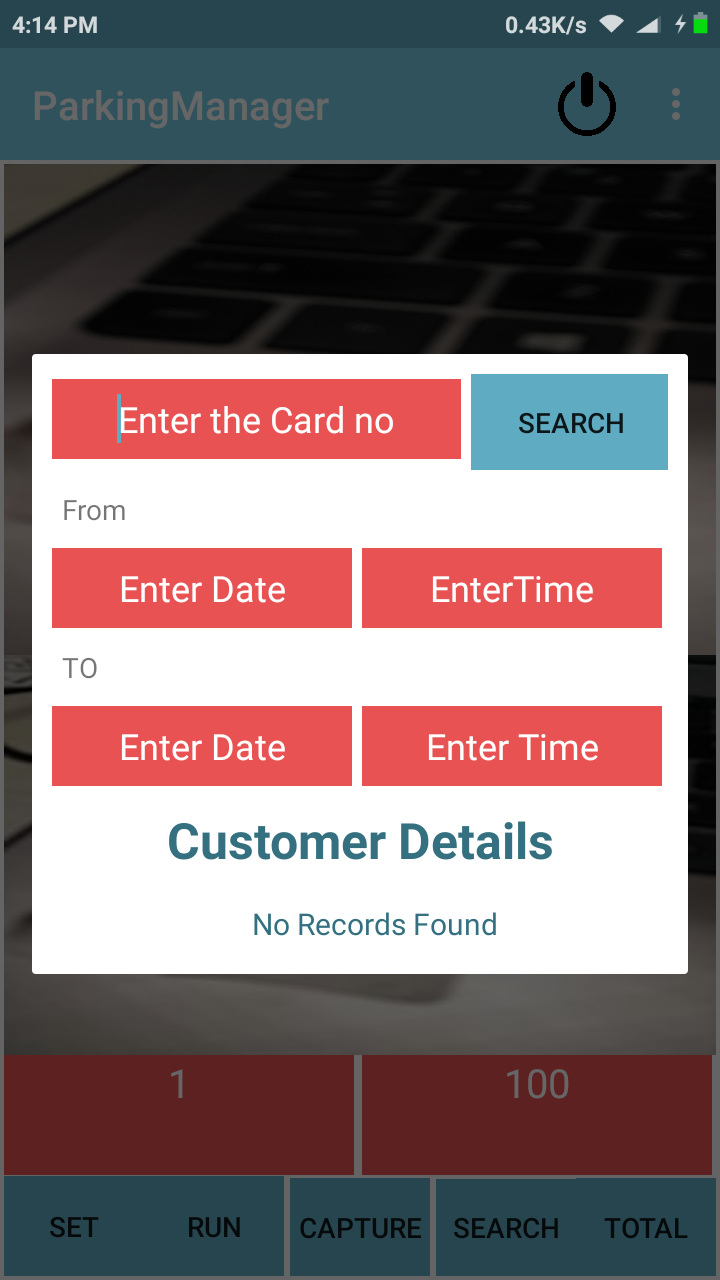 4:14 PM 0.43K/s
ParkingManager
Enter the Card no SEARCH
From
Enter Date EnterTime
TO
Enter Date Enter Time
Customer Details
No Records Found
1 100
SET RUN CAPTURE SEARCH TOTAL